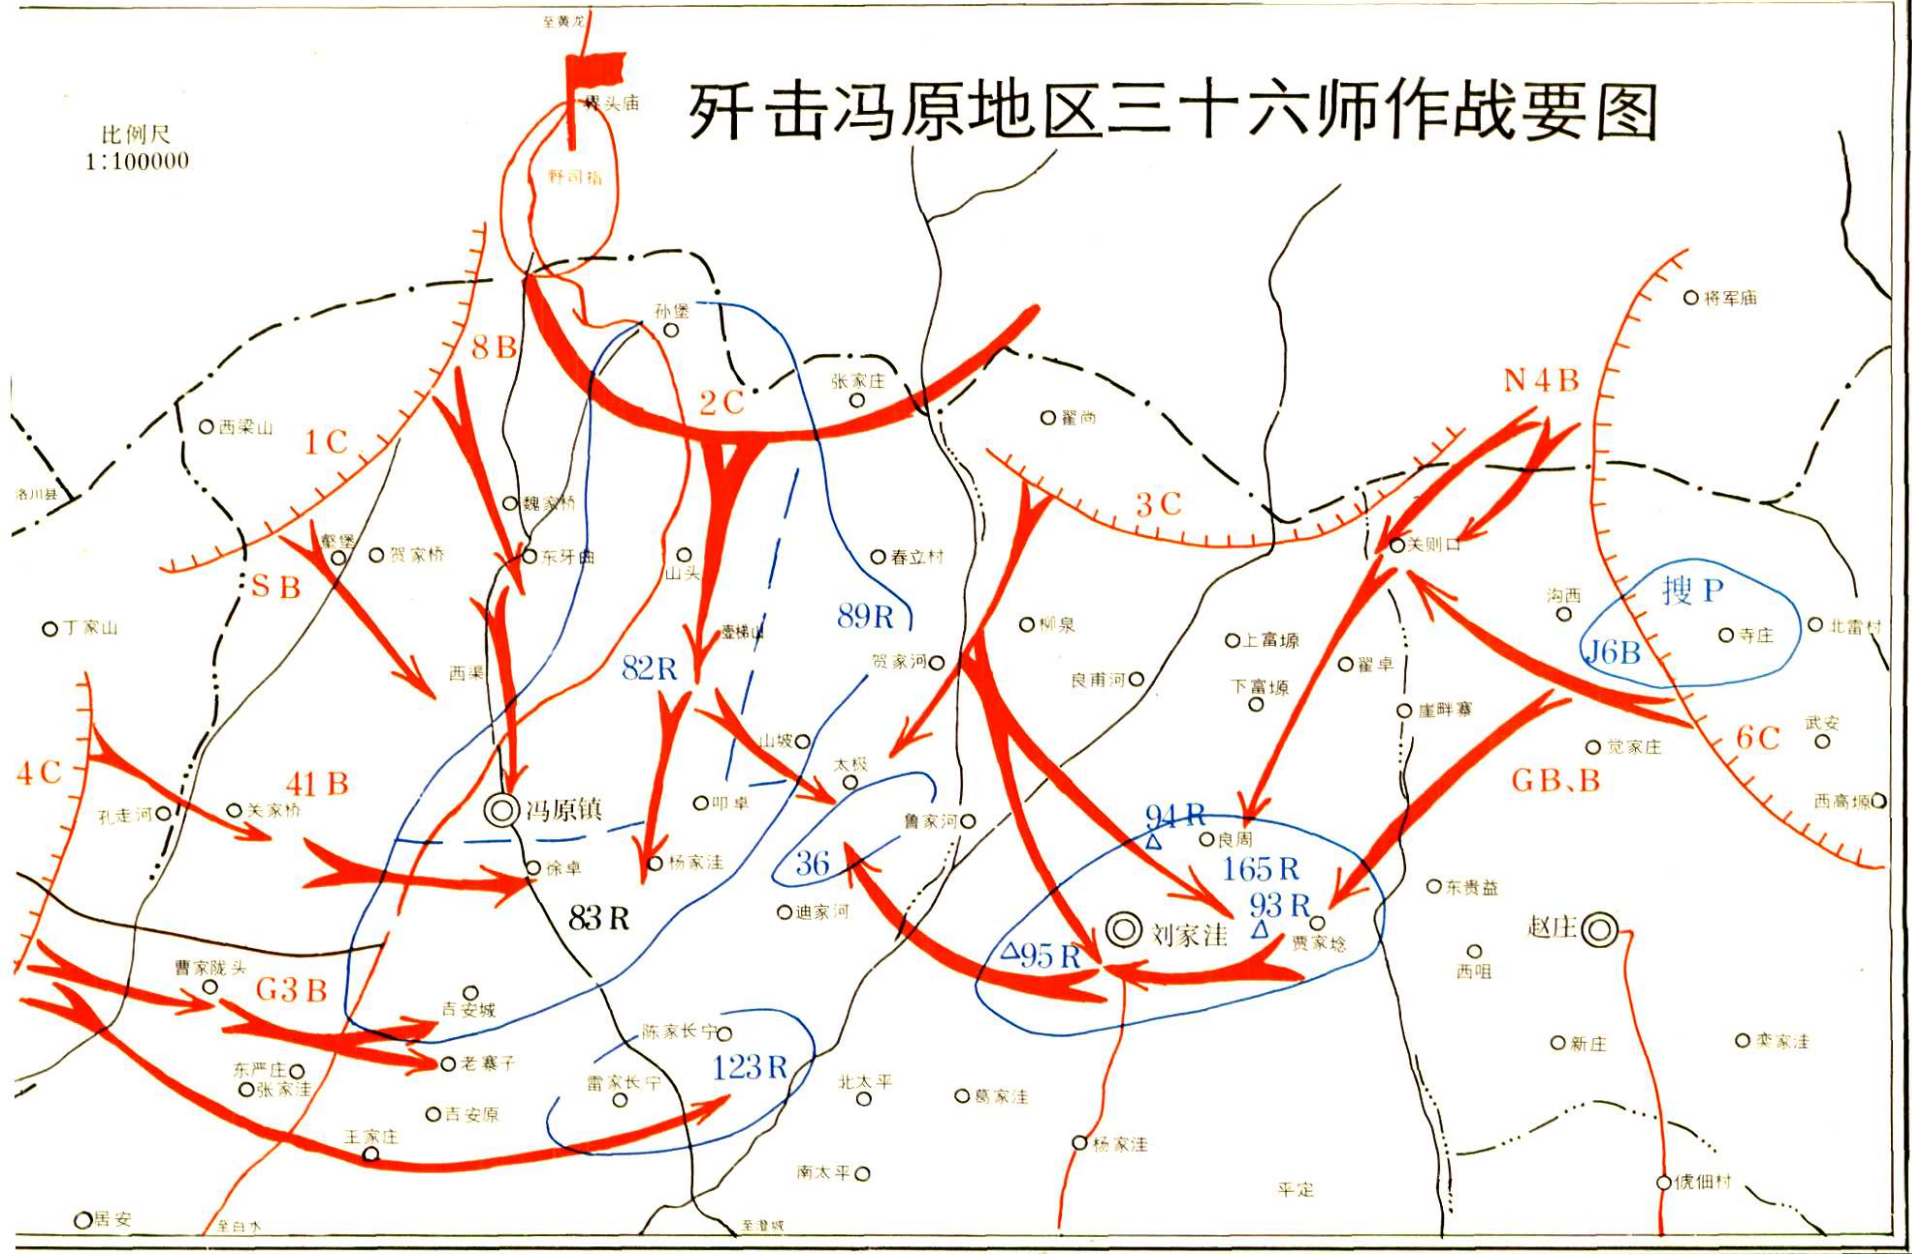 至黄龙
歼击冯原地区三十六师作战要图
界头庙
比例尺
1:100000
野司指
将军庙
孙堡
8B
张家庄
N4B
2C
翟尚
西梁山
1C
洛川县
魏家桥
3C
贺家桥
东牙曲
山头
春立村
关则口
SB
搜P
沟西
丁家山
89R
柳泉
北雷村
寺庄
壹梯山
上富塬
J6B
82R
贺家河
翟卓
西渠
良甫河
下富塬
崖畔寨
武安
山坡
觉家庄
6C
4C
太极
41B
GB、B
叩卓
冯原镇
孔走河
关家桥
鲁家河
94R
良周
西高塬
徐卓
杨家洼
36
165R
东贵益
83R
迪家河
93R
刘家洼
贾家埝
赵庄
△95R
曹家陇头
西咀
G3B
吉安城
陈家长宁
新庄
栾家洼
东严庄
老寨子
123R
张家洼
雷家长宁
北太平
葛家洼
吉安原
王家庄
杨家洼
南太平
平定
居安
至白水
至澄城